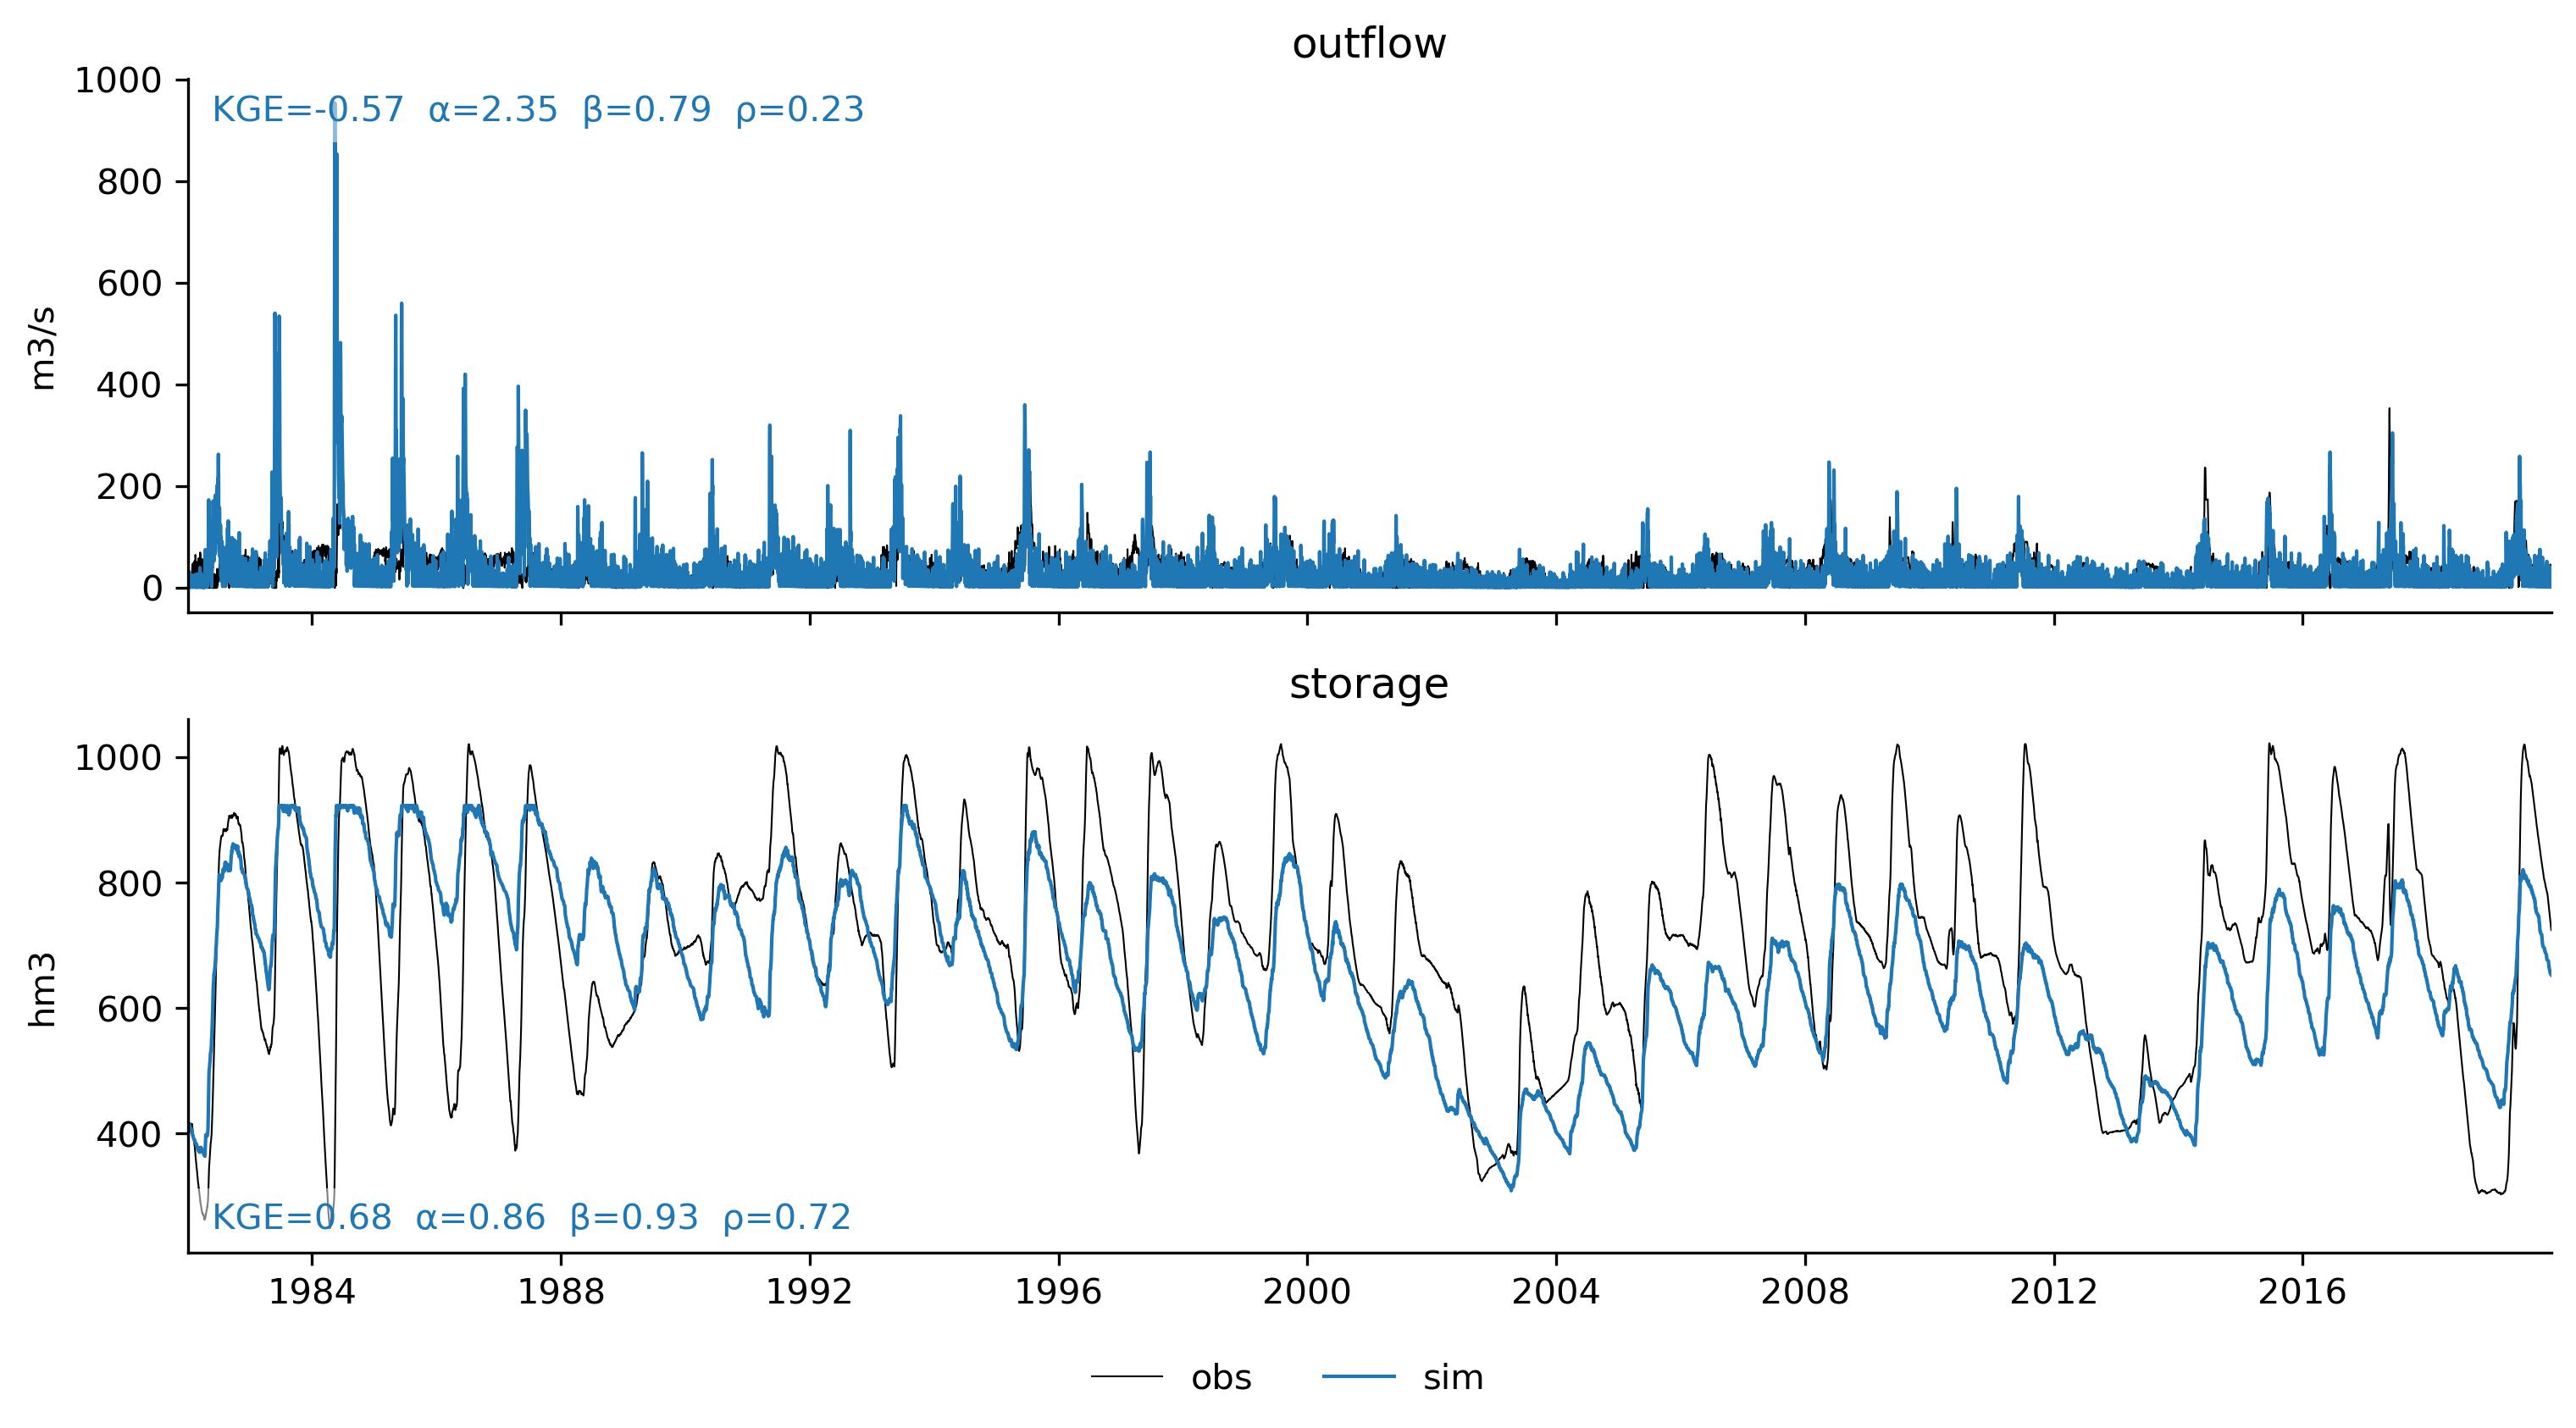 outflow
1000
KGE=-0.57 α=2.35 β=0.79 ρ=0.23
800
600
m3/s
400
200
0
storage
1000
800
hm3
600
400
KGE=0.68 α=0.86 β=0.93 ρ=0.72
1984 1988 1992 1996 2000 2004 2008 2012 2016
obs sim